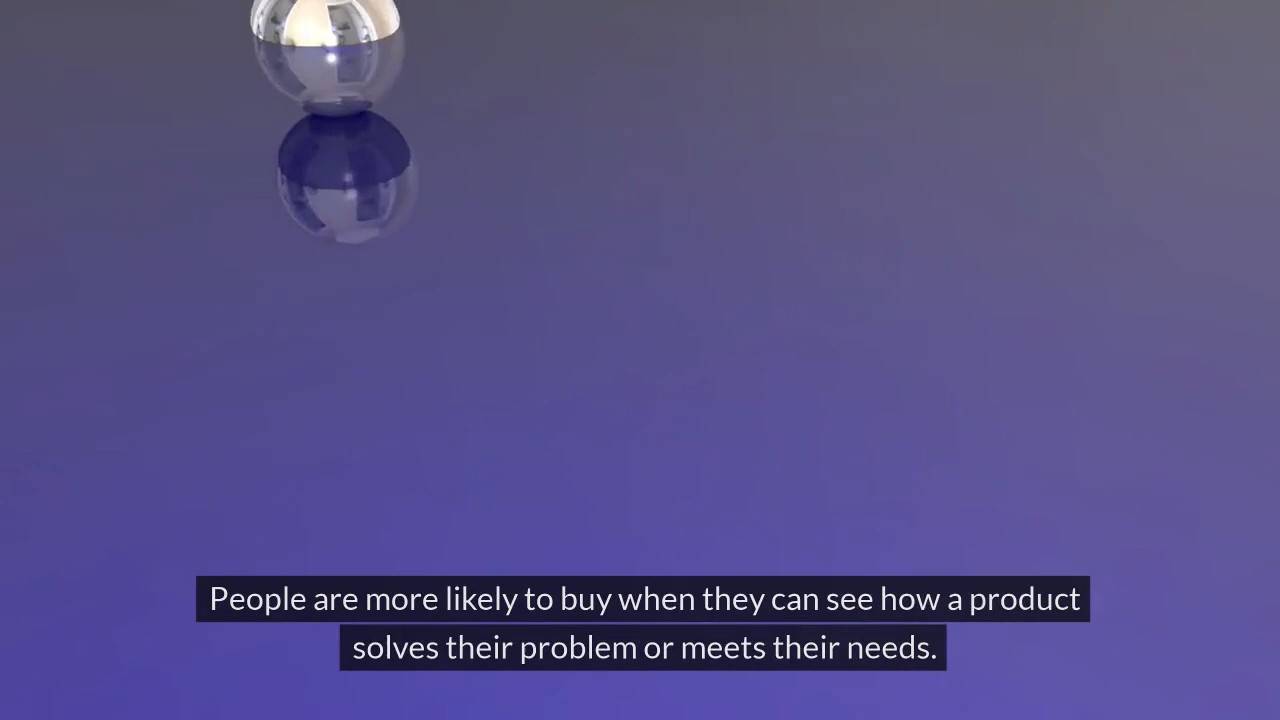 People are more likely to buy when they can see how a product
solves their problem or meets their needs.